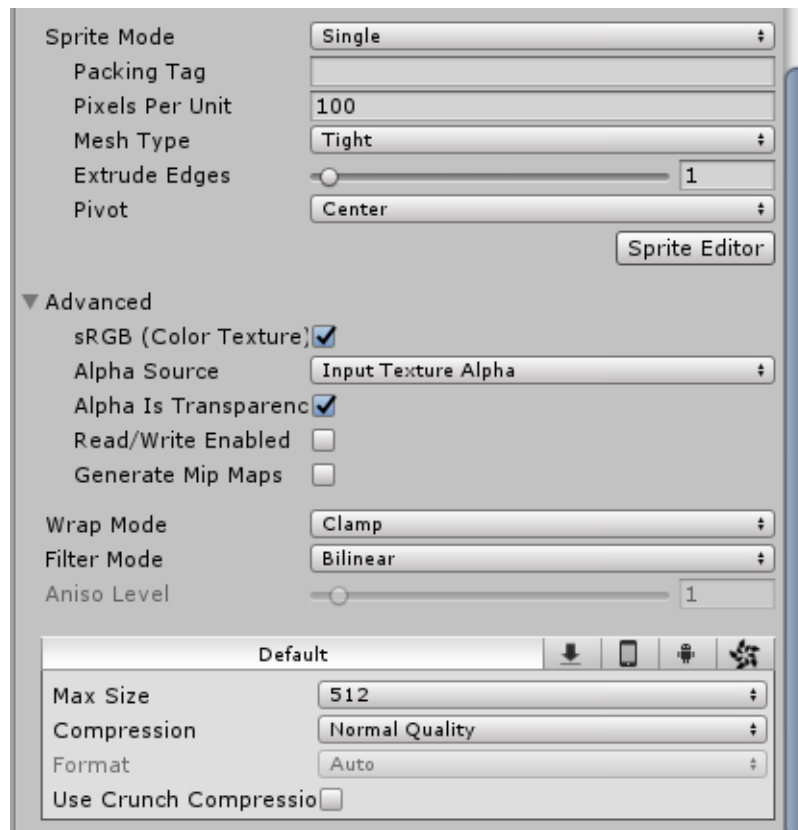 Sprite Mode Single
Packing Tag
Pixels Per Unit 100
Mesh Type Tight
Extrude Edges 1
Pivot Center
Sprite Editor
Advanced
sRGB (Color Texture)
Alpha Source Input Texture Alpha
Alpha Is Transparenc
Read/Write Enabled
Generate Mip Maps
Wrap Mode Clamp
Filter Mode Bilinear
Aniso Level 1
Default
Max Size 512
Compression Normal Quality
Format Auto
Use Crunch Compressio